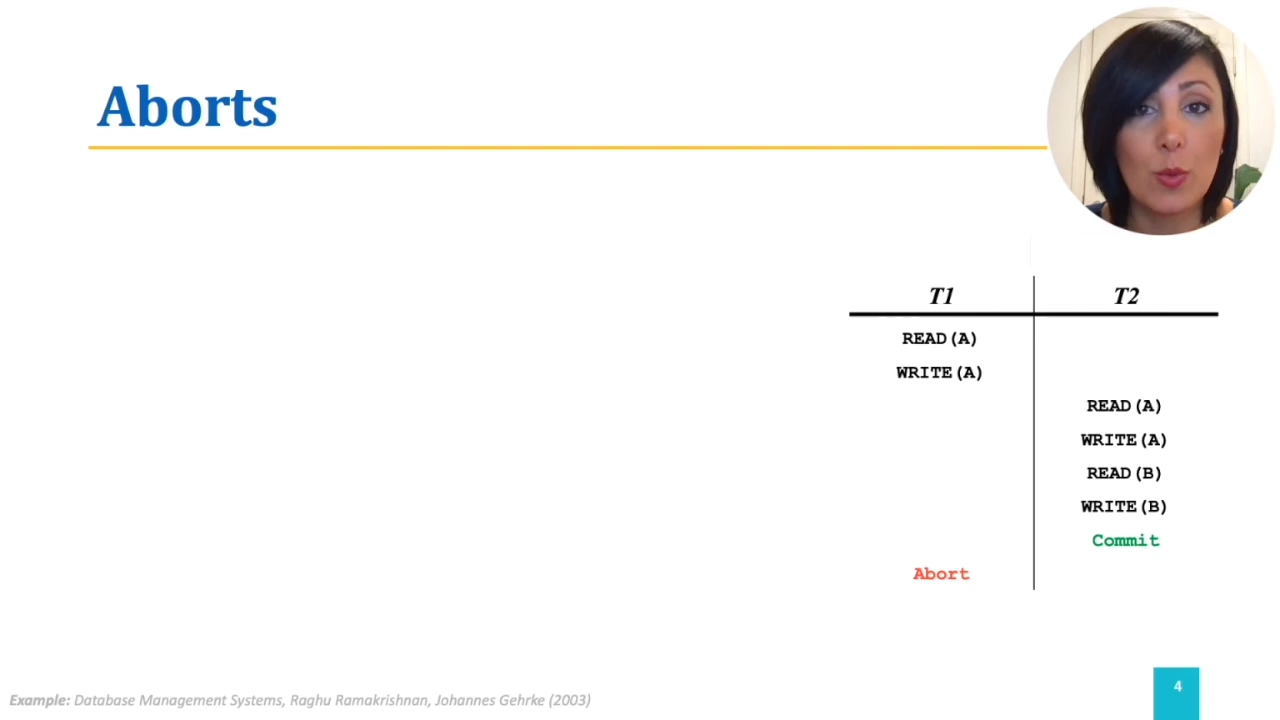 Aborts
T1 T2
READ(A)
WRITE(A)
READ(A)
WRITE(A)
READ(B)
WRITE(B)
Commit
Abort
Example: Database Management Systems, Raghu Ramakrishnan, Johannes Gehrke (2003)
4